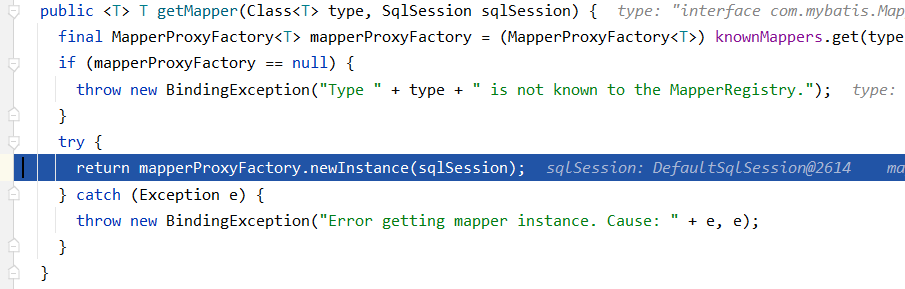 public <T> T getMapper(Class<T> type, SqlSession sqlSession) {  type: "interface com.mybatis.Map
final MapperProxyFactory<T> mapperProxyFactory = (MapperProxyFactory<T>) knownMappers.get(type
if (mapperProxyFactory == null) {
throw new BindingException("Type " + type + " is not known to the MapperRegistry.");  type:
}
try {
return mapperProxyFactory.newInstance(sqlSession);  sqlSession: DefaultSqlSession@2614  ma
} catch (Exception e) {
throw new BindingException("Error getting mapper instance. Cause: " + e, e);
}
}